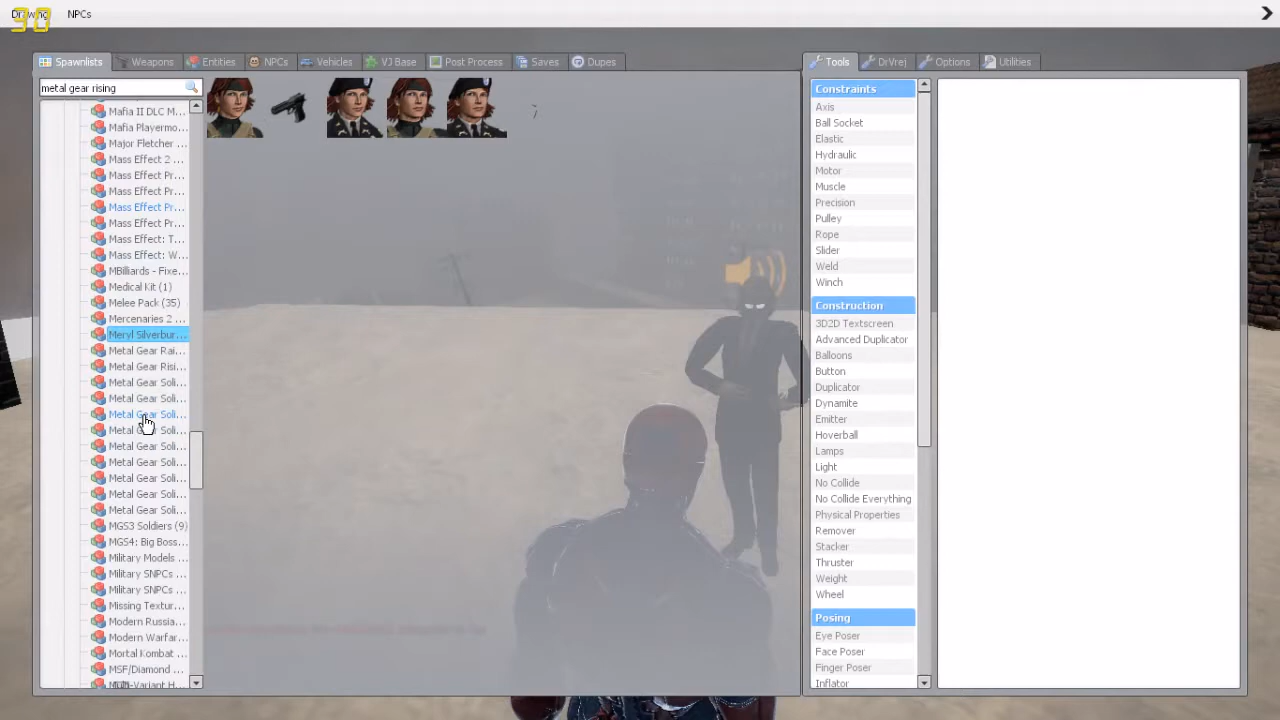 Drawing NPCs
90
Spawnlists Weapons Entities NPCs Vehicles VJ Base Post Process Saves Dupes
Tools DrVrej Options Utilities
metal gear rising
Mafia II DLC M...
Mafia Playermo...
Major Fletcher ...
Mass Effect 2 ...
Mass Effect Pr...
Mass Effect Pr...
Mass Effect Pr...
Mass Effect Pr...
Mass Effect: T...
Mass Effect: W...
MBilliards - Fixe...
Medical Kit (1)
Melee Pack (35)
Mercenaries 2 ...
Meryl Silverbur...
Metal Gear Rai...
Metal Gear Risi...
Metal Gear Soli...
Metal Gear Soli...
Metal Gear Soli...
Metal Gear Soli...
Metal Gear Soli...
Metal Gear Soli...
Metal Gear Soli...
Metal Gear Soli...
Metal Gear Soli...
MGS3 Soldiers (9)
MGS4: Big Boss...
Military Models ...
Military SNPCs ...
Military SNPCs ...
Missing Textur...
Modern Russia...
Modern Warfar...
Mortal Kombat ...
MSF/Diamond ...
Constraints
Axis
Ball Socket
Elastic
Hydraulic
Motor
Muscle
Precision
Pulley
Rope
Slider
Weld
Winch
Construction
3D2D Textscreen
Advanced Duplicator
Balloons
Button
Duplicator
Dynamite
Emitter
Hoverball
Lamps
Light
No Collide
No Collide Everything
Physical Properties
Remover
Stacker
Thruster
Weight
Wheel
Posing
Eye Poser
Face Poser
Finger Poser
Inflator